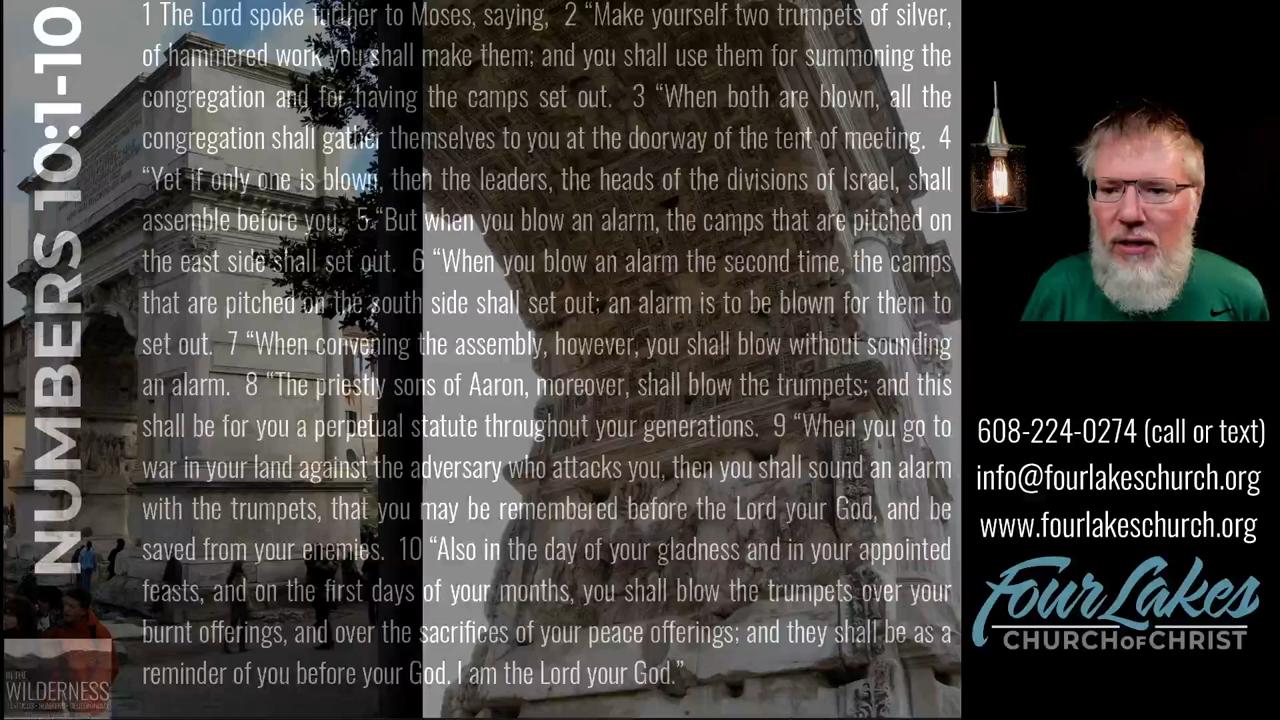 NUMBERS 10:1-10
1 The Lord spoke further to Moses, saying, 2 “Make yourself two trumpets of silver,
of hammered work you shall make them; and you shall use them for summoning the
congregation and for having the camps set out. 3 “When both are blown, all the
congregation shall gather themselves to you at the doorway of the tent of meeting. 4
“Yet if only one is blown, then the leaders, the heads of the divisions of Israel, shall
assemble before you. 5 “But when you blow an alarm, the camps that are pitched on
the east side shall set out. 6 “When you blow an alarm the second time, the camps
that are pitched on the south side shall set out; an alarm is to be blown for them to
set out. 7 “When convening the assembly, however, you shall blow without sounding
an alarm. 8 “The priestly sons of Aaron, moreover, shall blow the trumpets; and this
shall be for you a perpetual statute throughout your generations. 9 “When you go to
war in your land against the adversary who attacks you, then you shall sound an alarm
with the trumpets, that you may be remembered before the Lord your God, and be
saved from your enemies. 10 “Also in the day of your gladness and in your appointed
feasts, and on the first days of your months, you shall blow the trumpets over your
burnt offerings, and over the sacrifices of your peace offerings; and they shall be as a
reminder of you before your God. I am the Lord your God.”
IN THE
WILDERNESS
608-224-0274 (call or text)
info@fourlakeschurch.org
www.fourlakeschurch.org
Four Lakes
CHURCH OF CHRIST